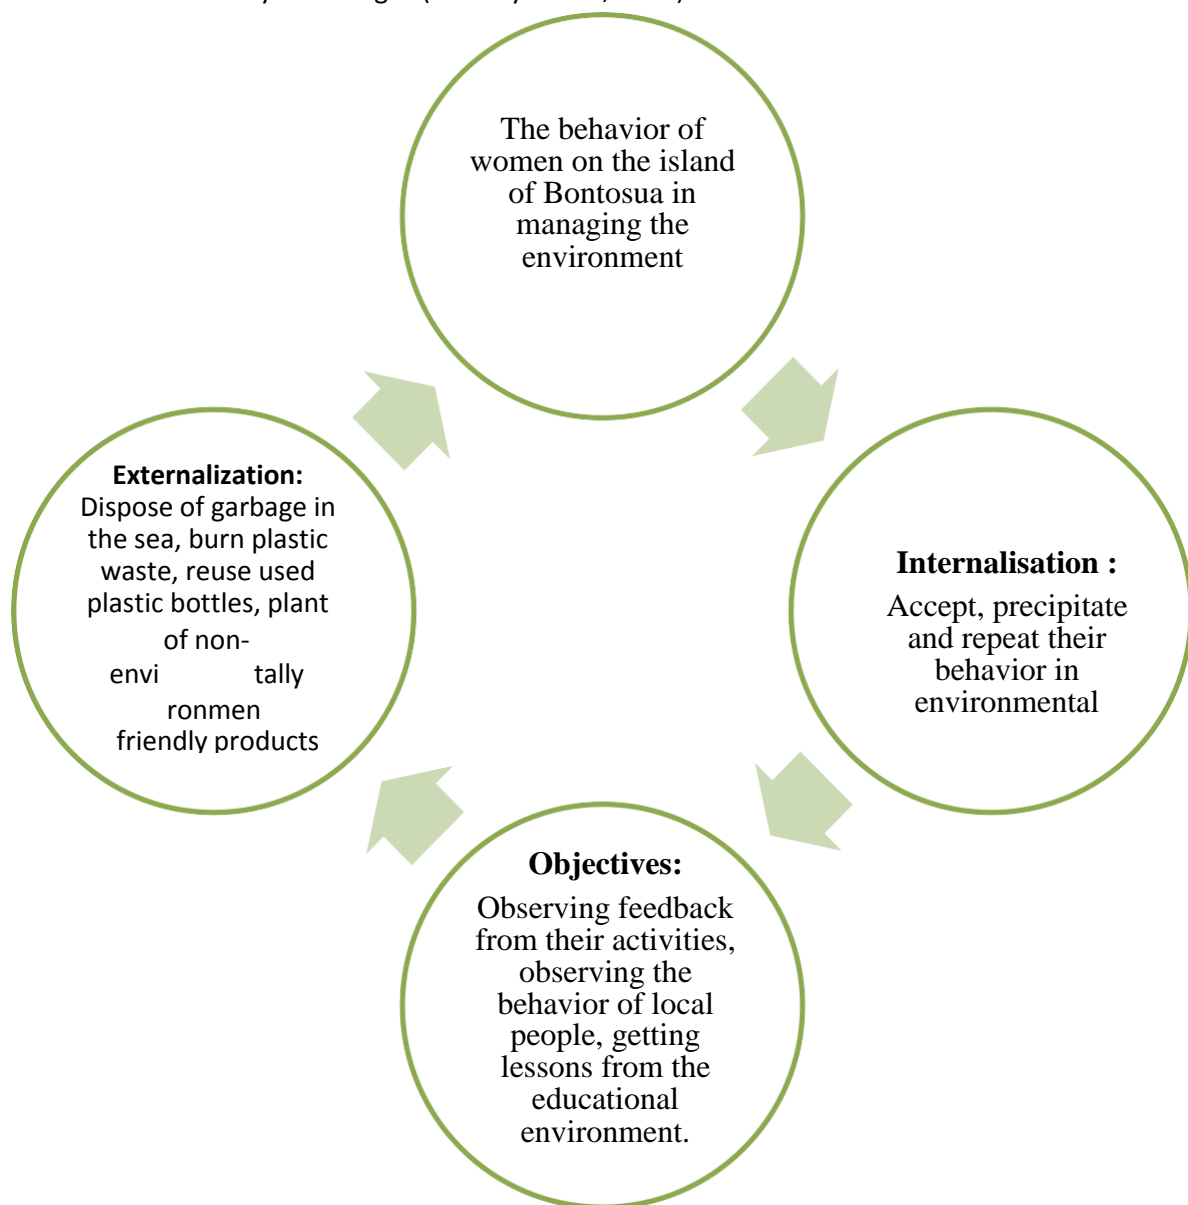 The behavior of
women on the island
of Bontosua in
managing the
environment
Externalization:
Dispose of garbage in
the sea, burn plastic
waste, reuse used
plastic bottles, plant
of non-
envi tally
ronmen
friendly products
Internalisation :
Accept, precipitate
and repeat their
behavior in
environmental
Objectives:
Observing feedback
from their activities,
observing the
behavior of local
people, getting
lessons from the
educational
environment.